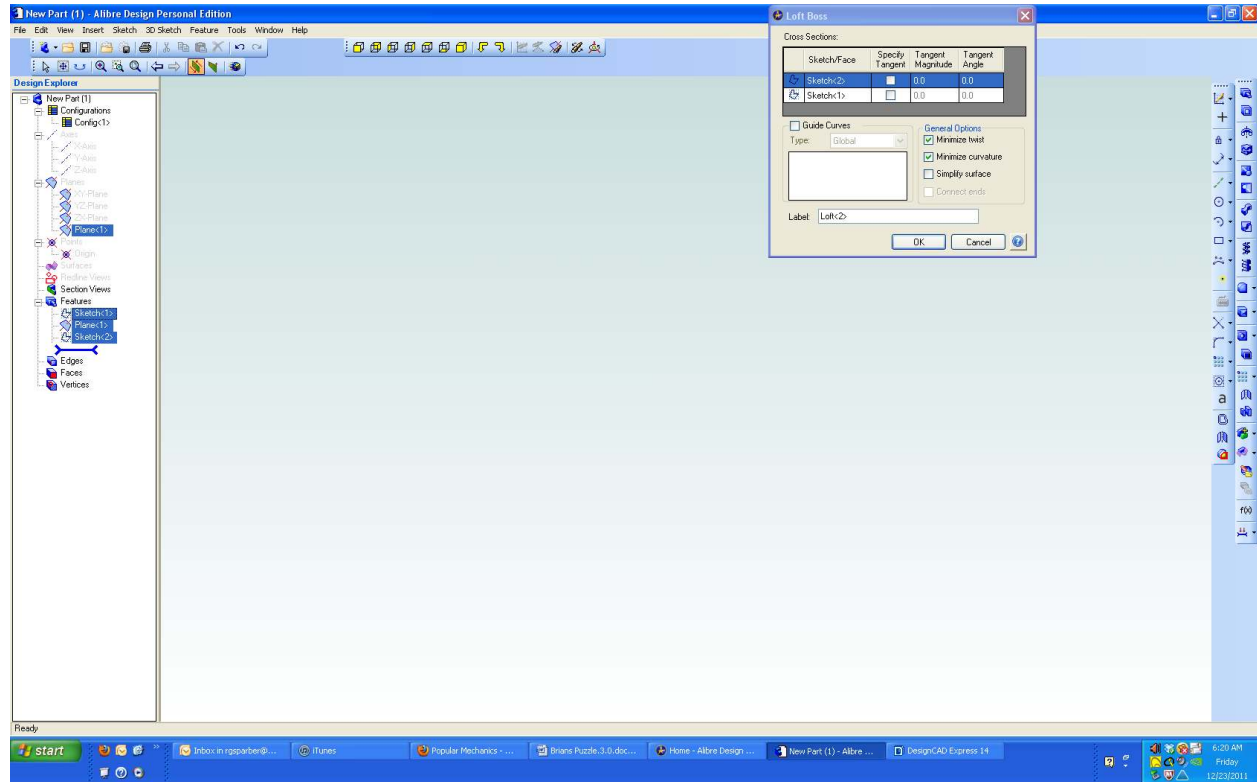 New Part (1) - Alibre Design Personal Edition
File Edit View Insert Sketch 3D Sketch Feature Tools Window Help
Design Explorer
New Part (1)
Configurations
Config<1>
Axes
X-Axis
Y-Axis
Z-Axis
Planes
XY-Plane
YZ-Plane
ZX-Plane
Plane<1>
Points
Origin
Surfaces
Redline Views
Section Views
Features
Sketch<1>
Plane<1>
Sketch<2>
Edges
Faces
Vertices
Loft Boss
Cross Sections:
Sketch/Face Specify Tangent Tangent Magnitude Tangent Angle
Sketch<2> 0.0 0.0
Sketch<1> 0.0 0.0
Guide Curves
Type: Global
General Options
Minimize twist
Minimize curvature
Simplify surface
Connect ends
Label: Loft<2>
OK Cancel
a
f(x)
Ready
start Inbox in rgsparber@... iTunes Popular Mechanics - ... Brians Puzzle.3.0.doc... Home - Alibre Design ... New Part (1) - Alibre ... DesignCAD Express 14
6:20 AM
Friday
12/23/2011